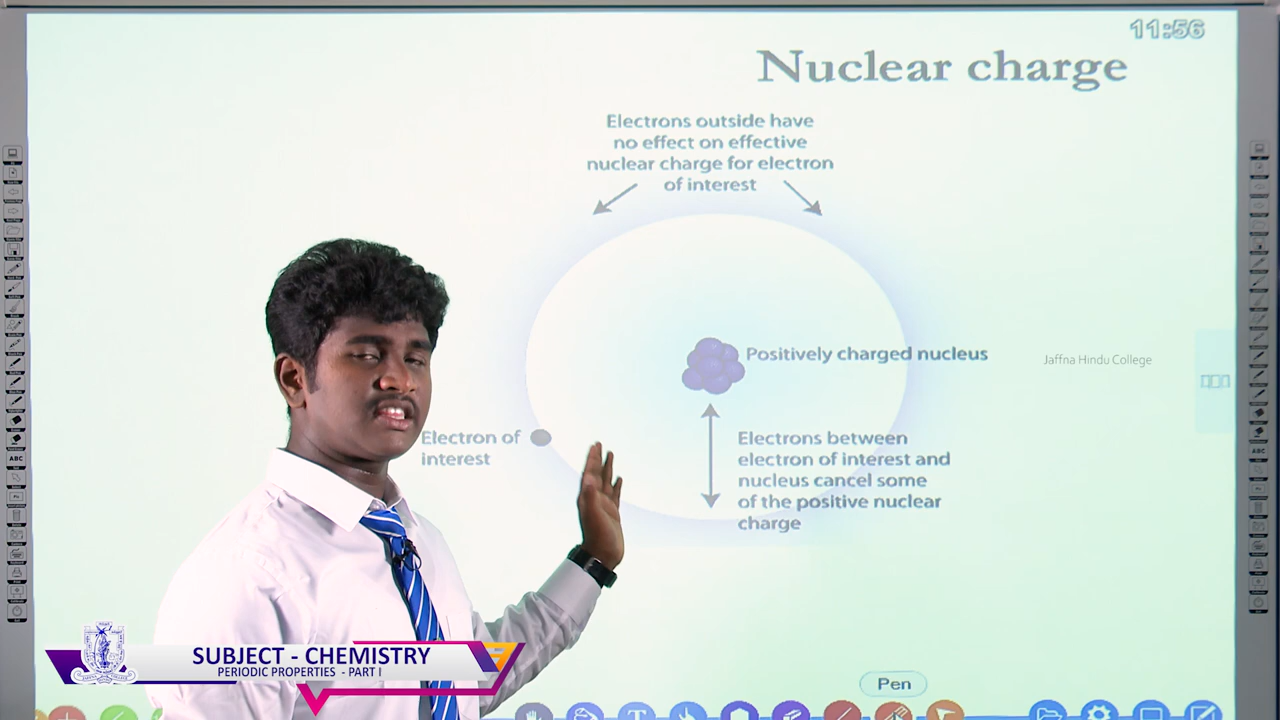 11:56
Nuclear charge
Electrons outside have
no effect on effective
nuclear charge for electron
of interest
Positively charged nucleus
Jaffna Hindu College
Electron of
interest
Electrons between
electron of interest and
nucleus cancel some
of the positive nuclear
charge
ABC
ABC
SUBJECT - CHEMISTRY
PERIODIC PROPERTIES - PART I
Pen